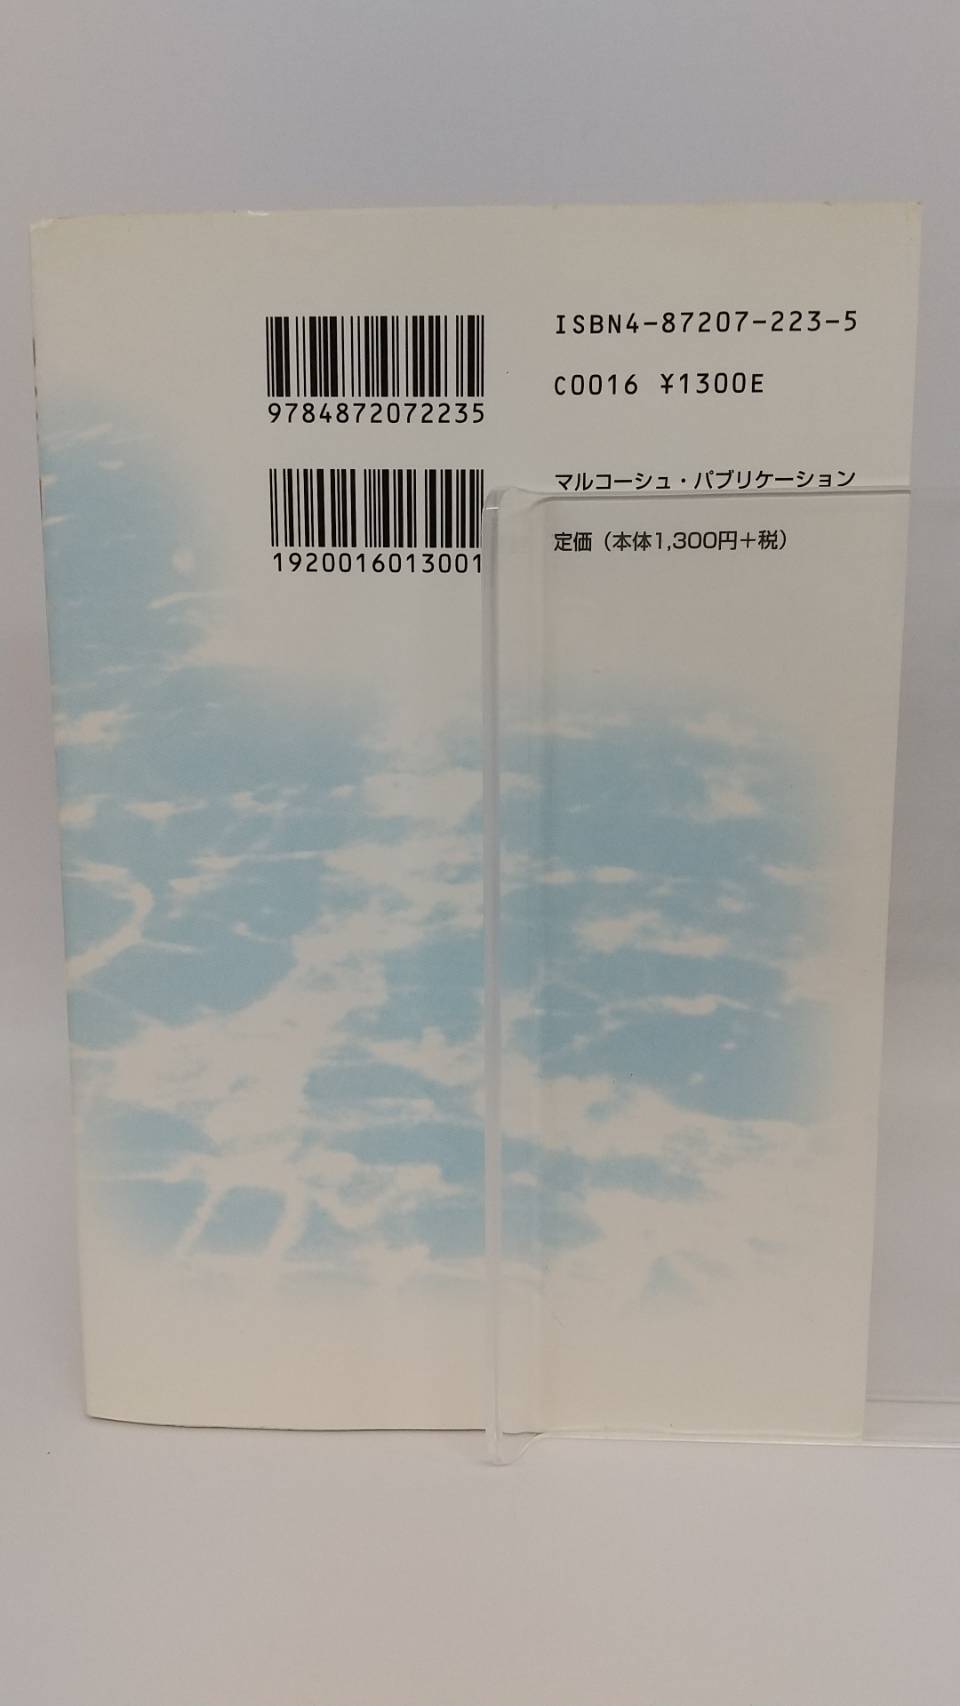 9784872072235
1920016013001
ISBN4-87207-223-5
C0016 ¥1300E
マルコーシュ・パブリケーション
定価（本体1,300円＋税）